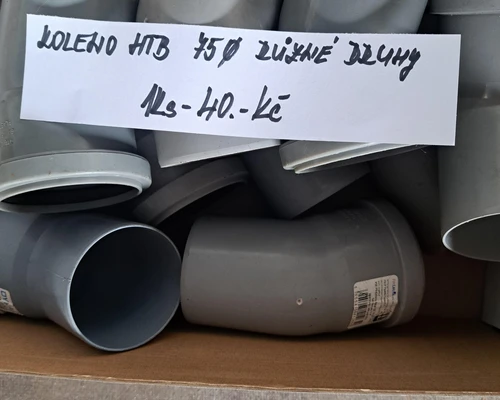 KOLENO HTB 75Ø RŮZNÉ DRUHY
1Ks - 40.- Kč